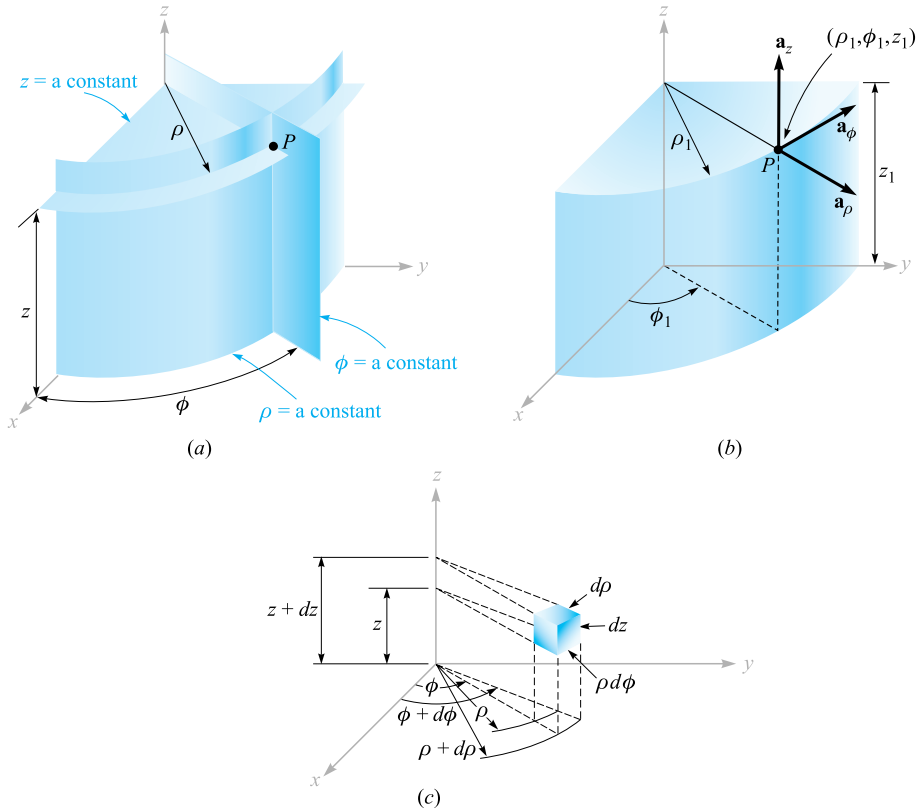 z
z = a constant
ρ
P
y
z
ϕ = a constant
ρ = a constant
ϕ
x
(a)
z
a_z
(ρ₁, ϕ₁, z₁)
a_ϕ
ρ₁
P
z₁
a_ρ
y
ϕ₁
x
(b)
z
dρ
z + dz
z
dz
ρ dϕ
y
ϕ
ϕ + dϕ
ρ
ρ + dρ
x
(c)